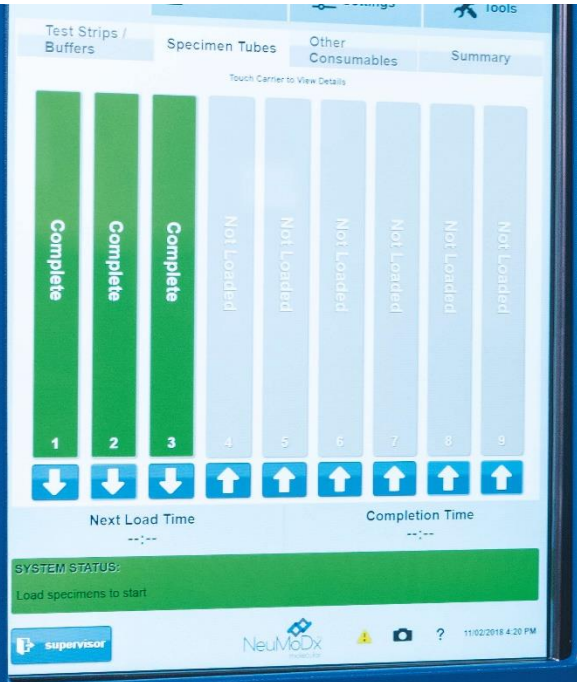 Tools
Test Strips /
Buffers
Specimen Tubes
Other
Consumables
Summary
Touch Carrier to View Details
Complete
Complete
Complete
Not Loaded
Not Loaded
Not Loaded
Not Loaded
Not Loaded
Not Loaded
1 2 3 4 5 6 7 8 9
Next Load Time
--:--
Completion Time
--:--
SYSTEM STATUS:
Load specimens to start
supervisor
NeuMoDx
? 11/02/2018 4:20 PM